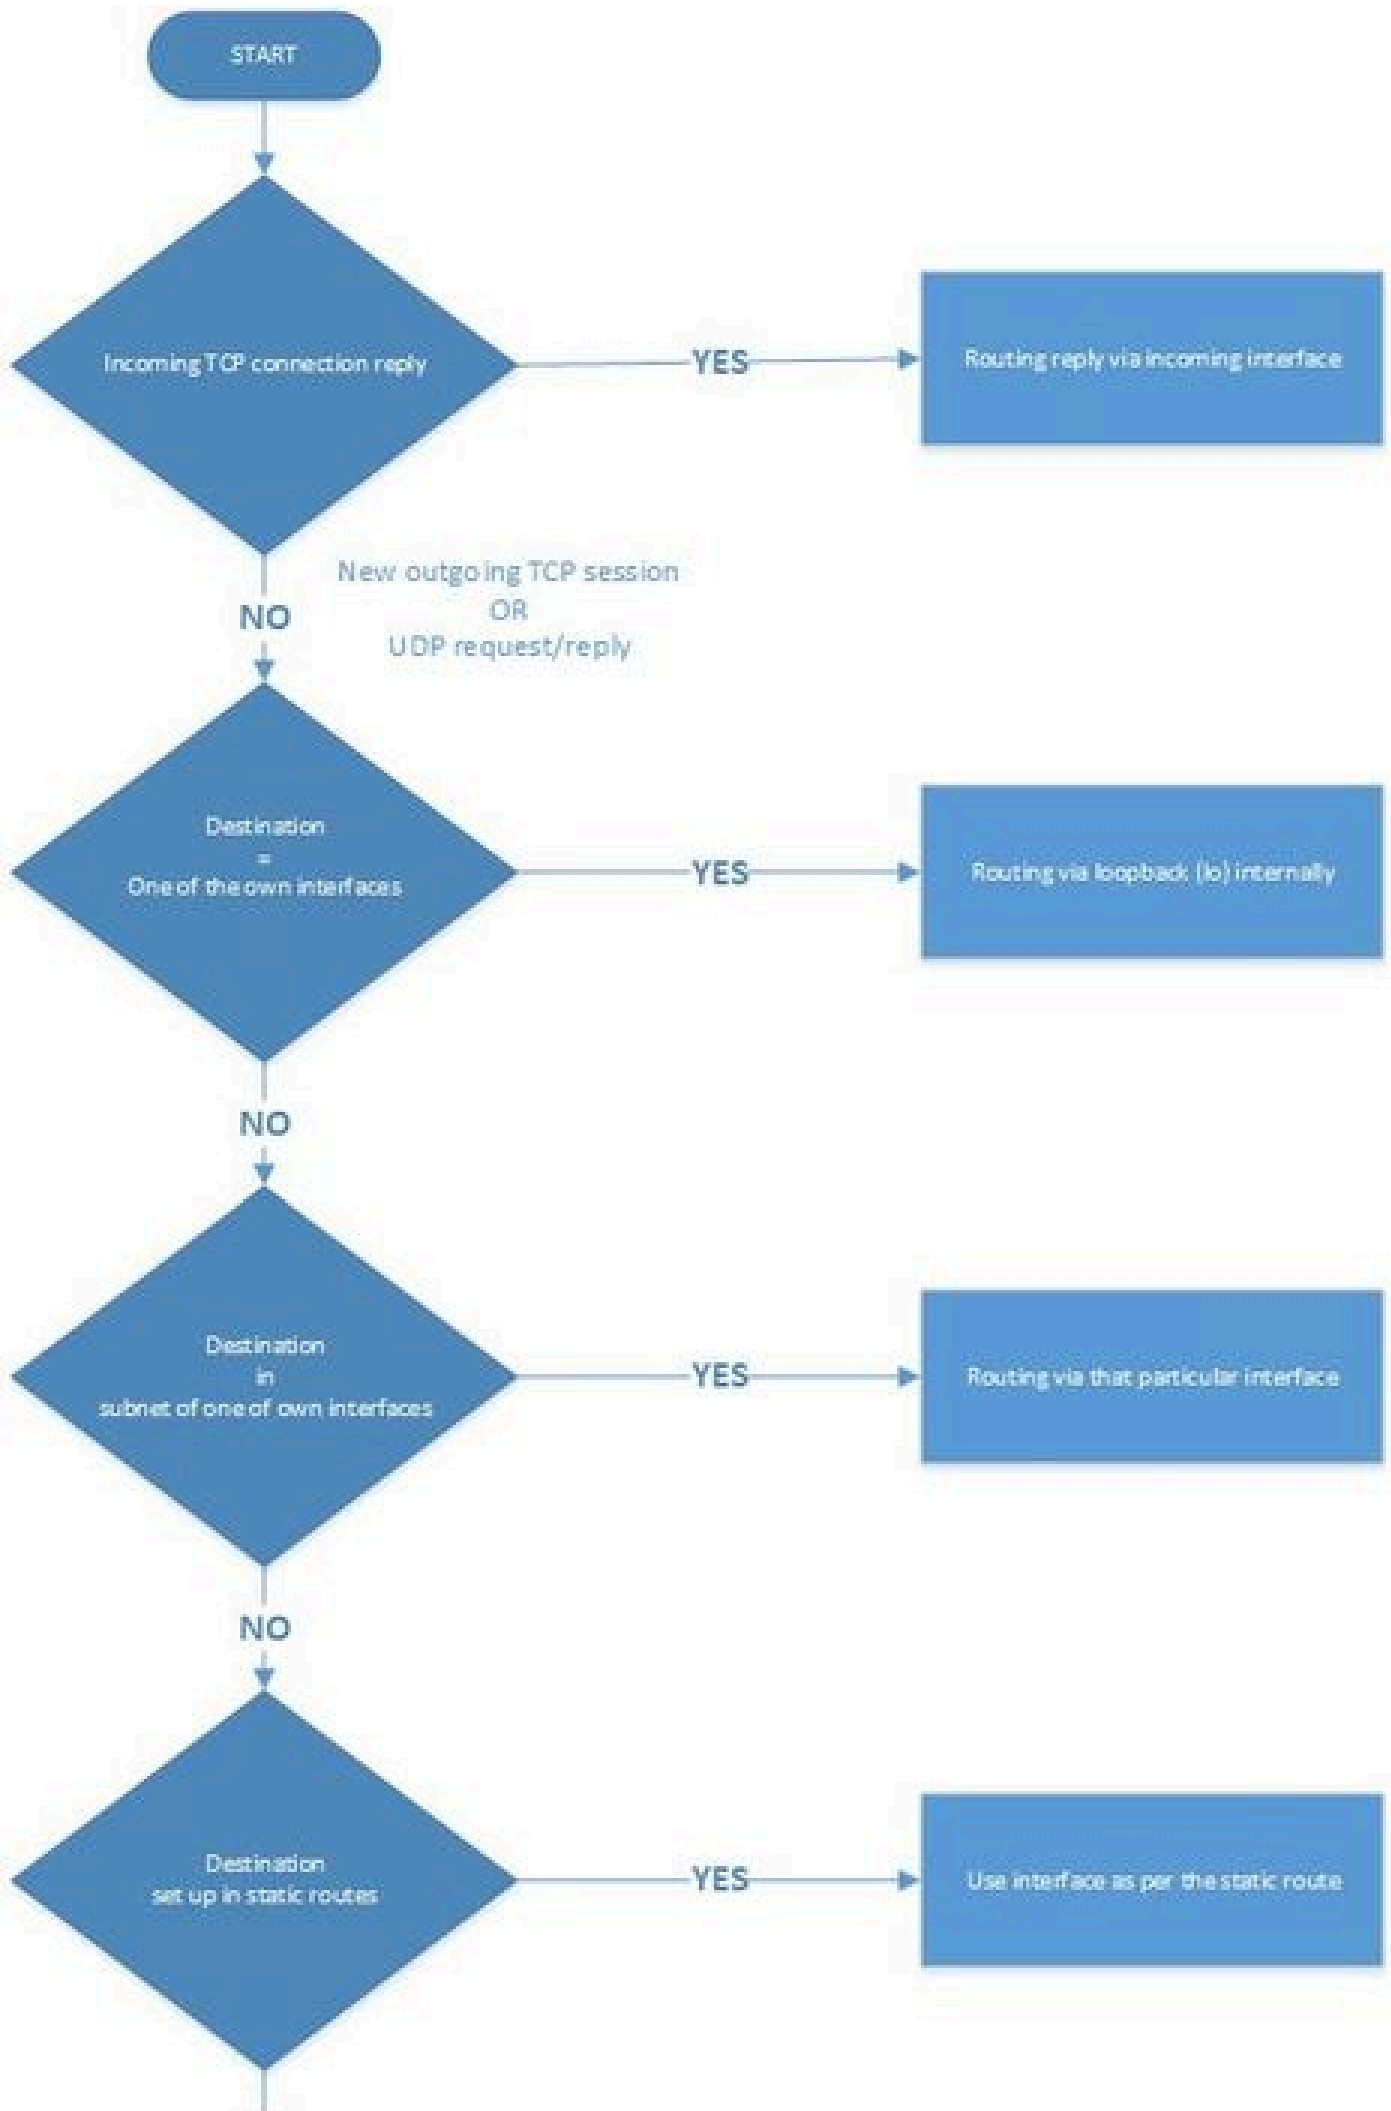 START
Incoming TCP connection reply
YES
Routing reply via incoming interface
New outgoing TCP session
OR
UDP request/reply
NO
Destination
=
One of the own interfaces
YES
Routing via loopback (lo) internally
NO
Destination
in
subnet of one of own interfaces
YES
Routing via that particular interface
NO
Destination
set up in static routes
YES
Use interface as per the static route